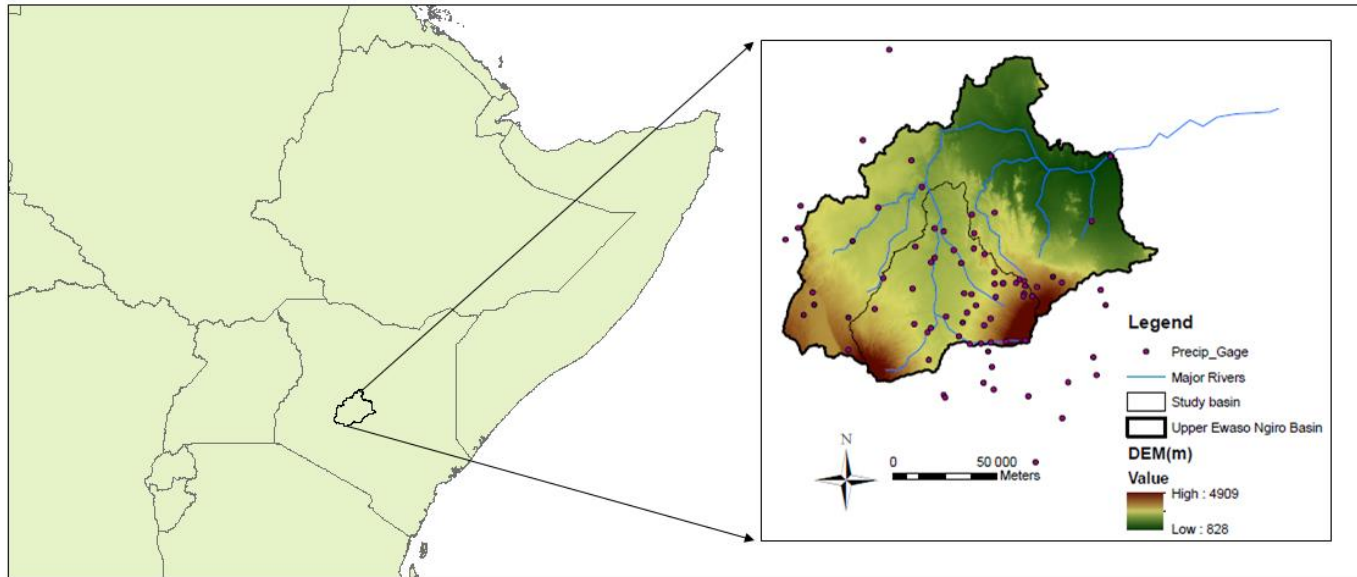 Legend
Precip_Gage
Major Rivers
Study basin
Upper Ewaso Ngiro Basin
DEM(m)
Value
High : 4909
Low : 828
N
0 50 000
Meters